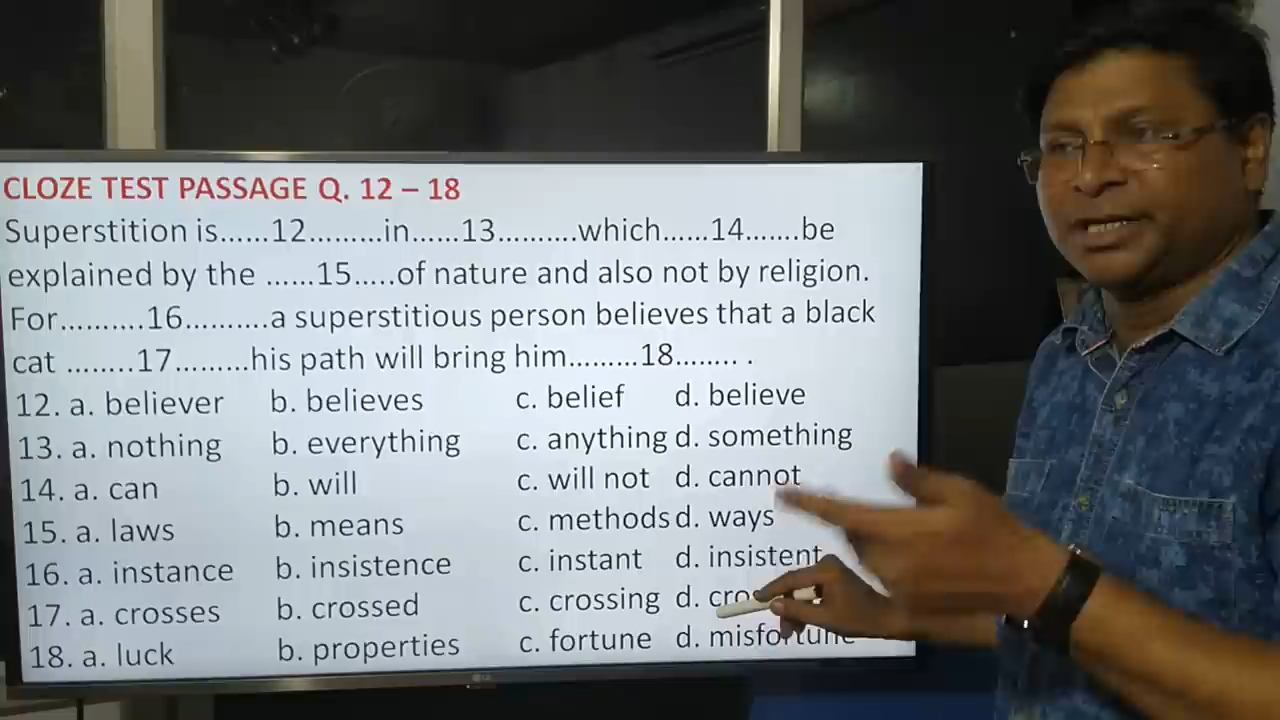 CLOZE TEST PASSAGE Q. 12 – 18
Superstition is......12.........in......13..........which......14.......be
explained by the ......15.....of nature and also not by religion.
For..........16..........a superstitious person believes that a black
cat ........17.........his path will bring him.........18........ .
12. a. believer b. believes c. belief d. believe
13. a. nothing b. everything c. anything d. something
14. a. can b. will c. will not d. cannot
15. a. laws b. means c. methods d. ways
16. a. instance b. insistence c. instant d. insistent
17. a. crosses b. crossed c. crossing d.
18. a. luck b. properties c. fortune d. misfortune
LG